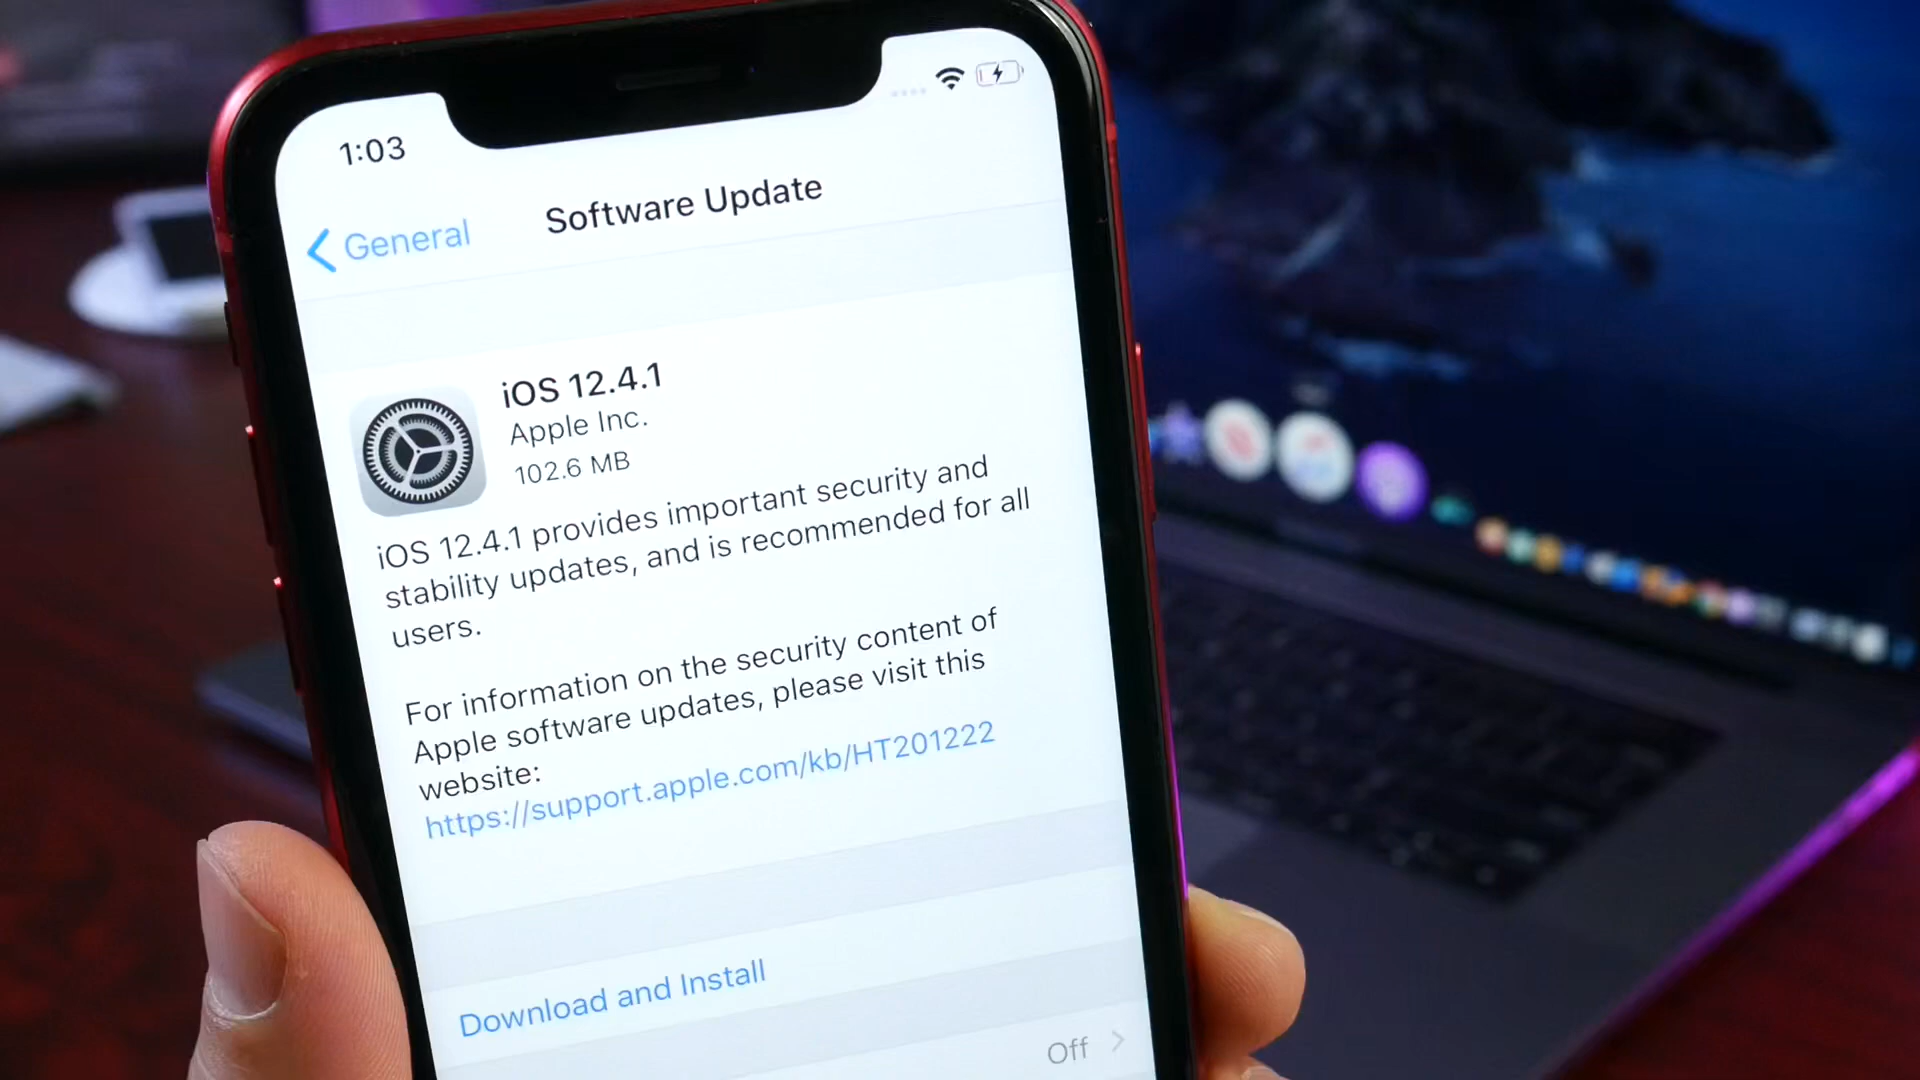 1:03
General
Software Update
iOS 12.4.1
Apple Inc.
102.6 MB
iOS 12.4.1 provides important security and
stability updates, and is recommended for all
users.
For information on the security content of
Apple software updates, please visit this
website:
https://support.apple.com/kb/HT201222
Download and Install
Off